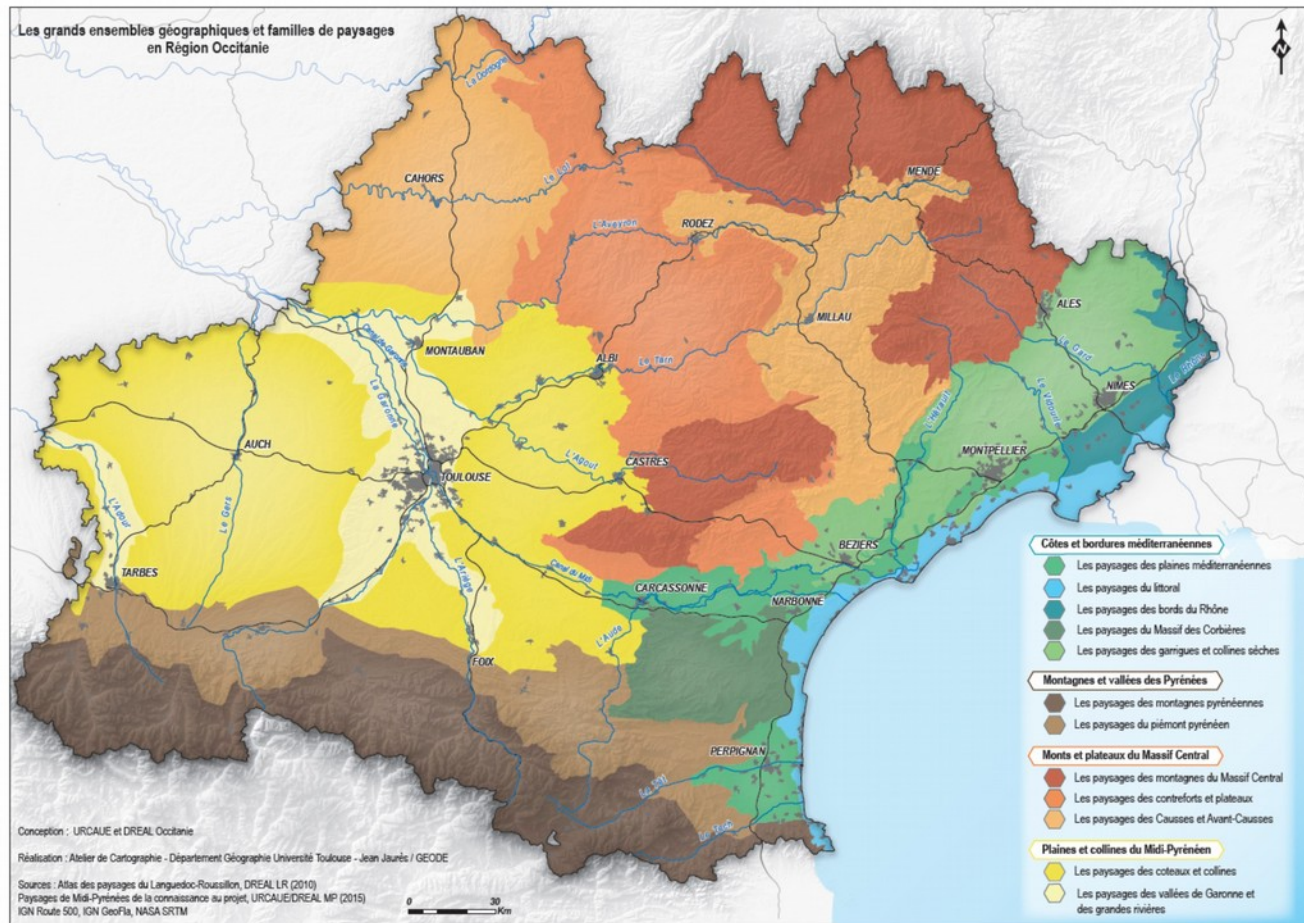 Les grands ensembles géographiques et familles de paysages
en Région Occitanie
N
La Dordogne
CAHORS
Le Lot
MENDE
L'Aveyron
RODEZ
ALES
MILLAU
Le Gard
MONTAUBAN
Canal de Garonne
La Garonne
ALBI
Le Tarn
NIMES
Le Rhône
L'Hérault
Le Vidourle
AUCH
Le Gers
TOULOUSE
L'Agout
CASTRES
MONTPELLIER
L'Adour
TARBES
L'Ariège
Canal du Midi
BEZIERS
CARCASSONNE
NARBONNE
L'Aude
FOIX
PERPIGNAN
La Têt
Le Tech
Côtes et bordures méditerranéennes
Les paysages des plaines méditerranéennes
Les paysages du littoral
Les paysages des bords du Rhône
Les paysages du Massif des Corbières
Les paysages des garrigues et collines sèches
Montagnes et vallées des Pyrénées
Les paysages des montagnes pyrénéennes
Les paysages du piémont pyrénéen
Monts et plateaux du Massif Central
Les paysages des montagnes du Massif Central
Les paysages des contreforts et plateaux
Les paysages des Causses et Avant-Causses
Plaines et collines du Midi-Pyrénéen
Les paysages des coteaux et collines
Les paysages des vallées de Garonne et
des grandes rivières
Conception : URCAUE et DREAL Occitanie
Réalisation : Atelier de Cartographie - Département Géographie Université Toulouse - Jean Jaurès / GEODE
Sources : Atlas des paysages du Languedoc-Roussillon, DREAL LR (2010)
Paysages de Midi-Pyrénées de la connaissance au projet, URCAUE/DREAL MP (2015)
IGN Route 500, IGN GeoFla, NASA SRTM
0 30
Km